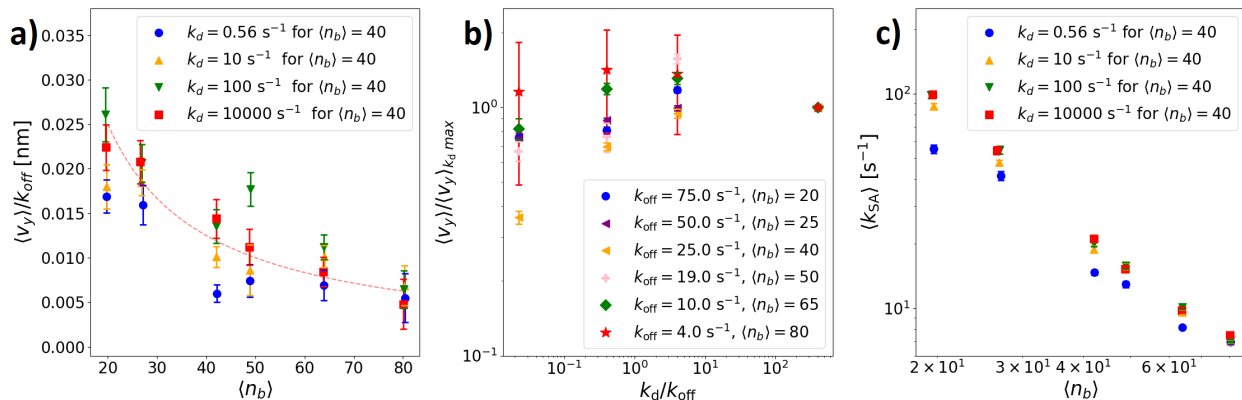 a)
⟨v_y⟩/k_off [nm]
0.035
0.030
0.025
0.020
0.015
0.010
0.005
0.000
20 30 40 50 60 70 80
⟨n_b⟩
k_d = 0.56 s⁻¹ for ⟨n_b⟩ = 40
k_d = 10 s⁻¹ for ⟨n_b⟩ = 40
k_d = 100 s⁻¹ for ⟨n_b⟩ = 40
k_d = 10000 s⁻¹ for ⟨n_b⟩ = 40
b)
⟨v_y⟩/⟨v_y⟩_{k_d max}
10⁰
10⁻¹
10⁻¹ 10⁰ 10¹ 10²
k_d/k_off
k_off = 75.0 s⁻¹, ⟨n_b⟩ = 20
k_off = 50.0 s⁻¹, ⟨n_b⟩ = 25
k_off = 25.0 s⁻¹, ⟨n_b⟩ = 40
k_off = 19.0 s⁻¹, ⟨n_b⟩ = 50
k_off = 10.0 s⁻¹, ⟨n_b⟩ = 65
k_off = 4.0 s⁻¹, ⟨n_b⟩ = 80
c)
⟨k_SA⟩ [s⁻¹]
10²
10¹
2 × 10¹ 3 × 10¹ 4 × 10¹ 6 × 10¹
⟨n_b⟩
k_d = 0.56 s⁻¹ for ⟨n_b⟩ = 40
k_d = 10 s⁻¹ for ⟨n_b⟩ = 40
k_d = 100 s⁻¹ for ⟨n_b⟩ = 40
k_d = 10000 s⁻¹ for ⟨n_b⟩ = 40